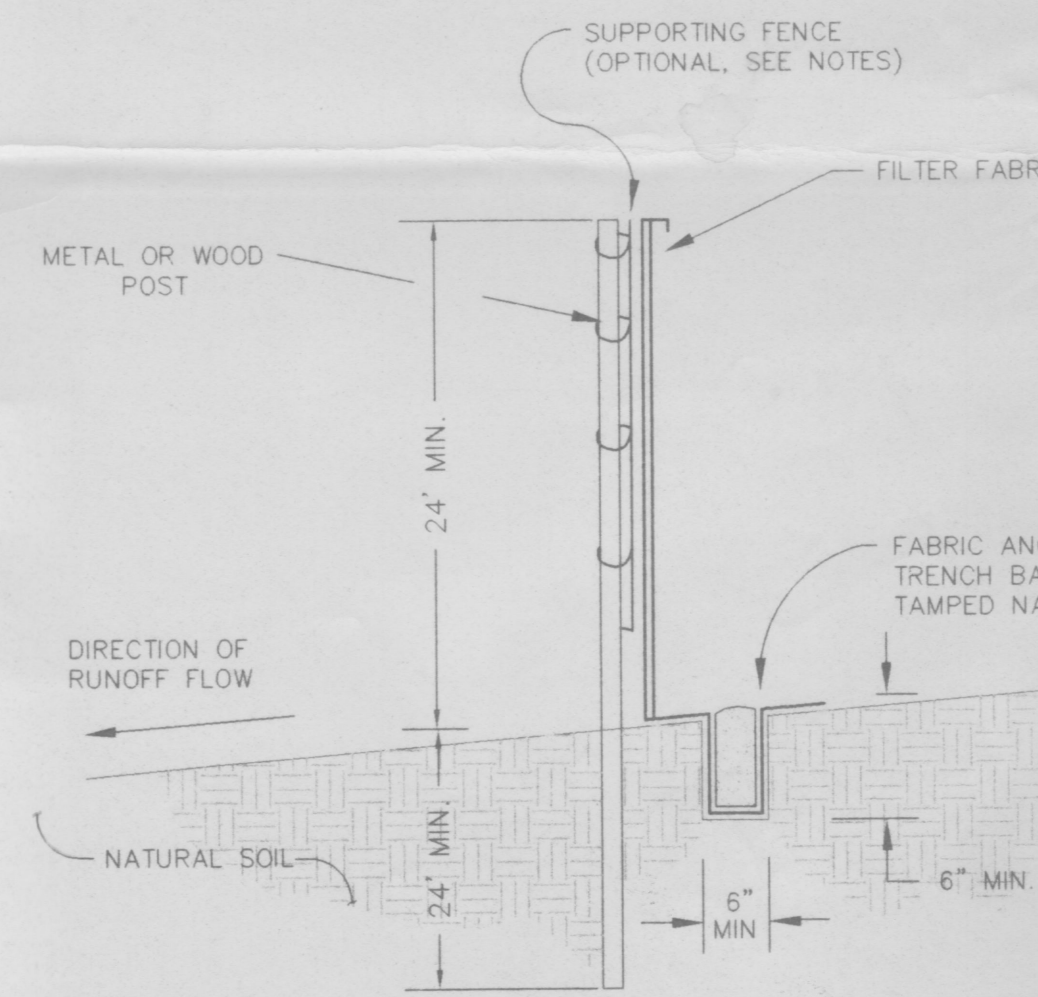 SUPPORTING FENCE
(OPTIONAL, SEE NOTES)
FILTER FABR
METAL OR WOOD
POST
24' MIN.
FABRIC AN
TRENCH BA
TAMPED NA
DIRECTION OF
RUNOFF FLOW
24' MIN.
NATURAL SOIL
6" MIN.
6"
MIN